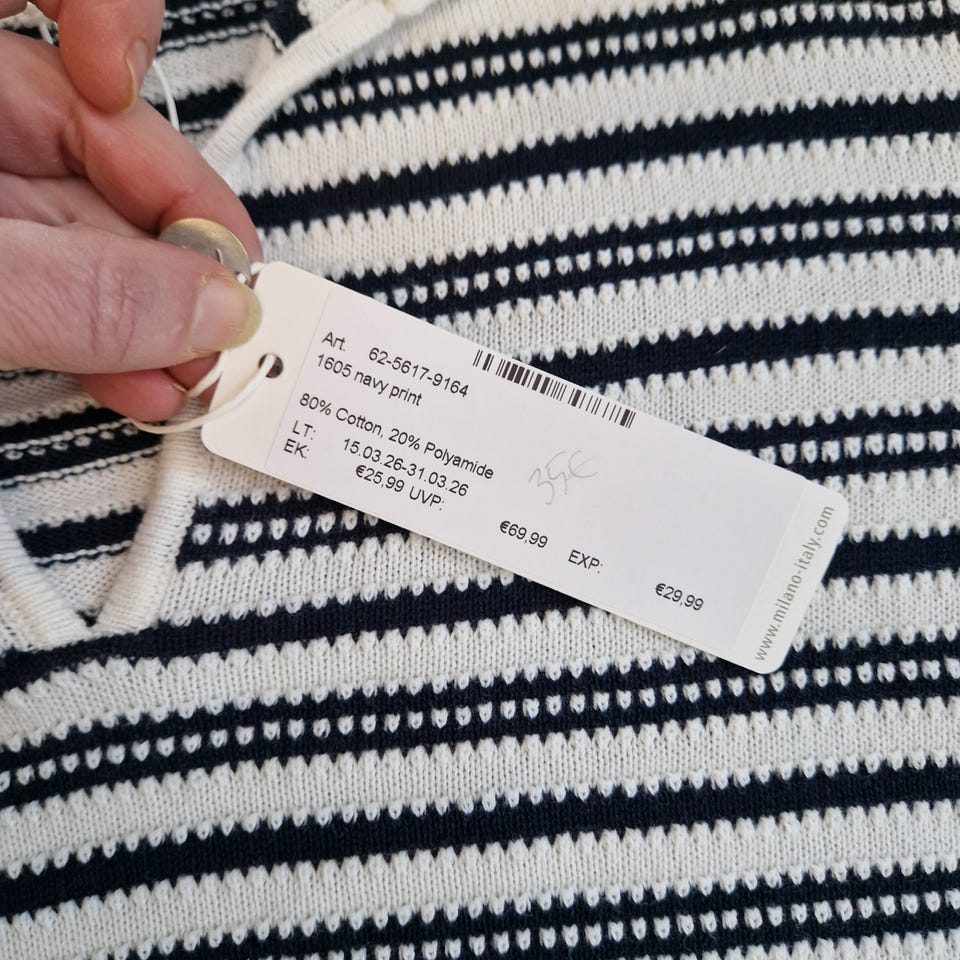 Art. 62-5617-9164
1605 navy print
80% Cotton, 20% Polyamide
LT: 15.03.26-31.03.26
EK: €25,99 UVP: €69,99 EXP: €29,99
35€
www.milano-italy.com